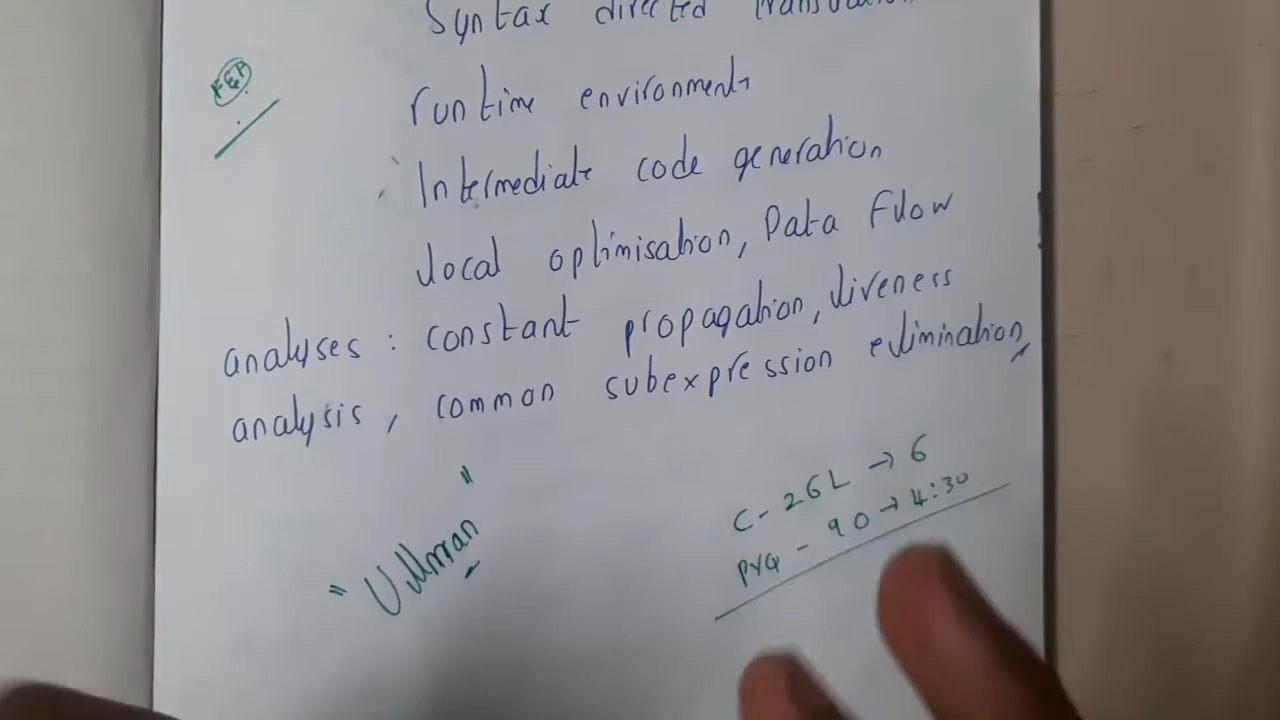 Syntax directed translation
runtime environments
Intermediate code generation
local optimisation, Data Flow
analyses : constant propagation, liveness
analysis, common subexpression elimination,
C - 26L → 6
PYQ - 90 → 4:30
"Ullman"